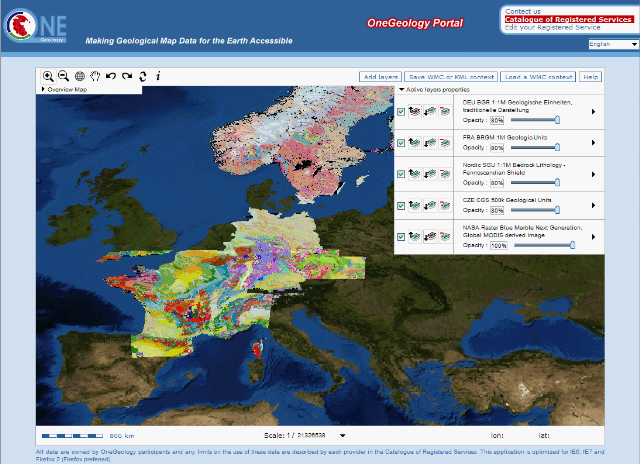 ONE
Geology
Making Geological Map Data for the Earth Accessible
OneGeology Portal
Contact us
Catalogue of Registered Services
Edit your Registered Service
English
Add layers
Save WMC or KML context
Load a WMC context
Help
Overview Map
Active layers properties
DEU BGR 1:1M Geologische Einheiten,
traditionelle Darstellung
Opacity : 80%
FRA BRGM 1M Geologic Units
Opacity : 80%
Nordic SGU 1:1M Bedrock Lithology -
Fennoscandian Shield
Opacity : 80%
CZE CGS 500k Geological Units
Opacity : 80%
NASA Raster Blue Marble Next Generation,
Global MODIS derived image
Opacity : 100%
800 km
Scale: 1 / 21326539
lon:
lat:
All data are owned by OneGeology participants and any limits on the use of these data are described by each provider in the Catalogue of Registered Services. This application is optimized for IE6, IE7 and
Firefox 2 (Firefox preferred)